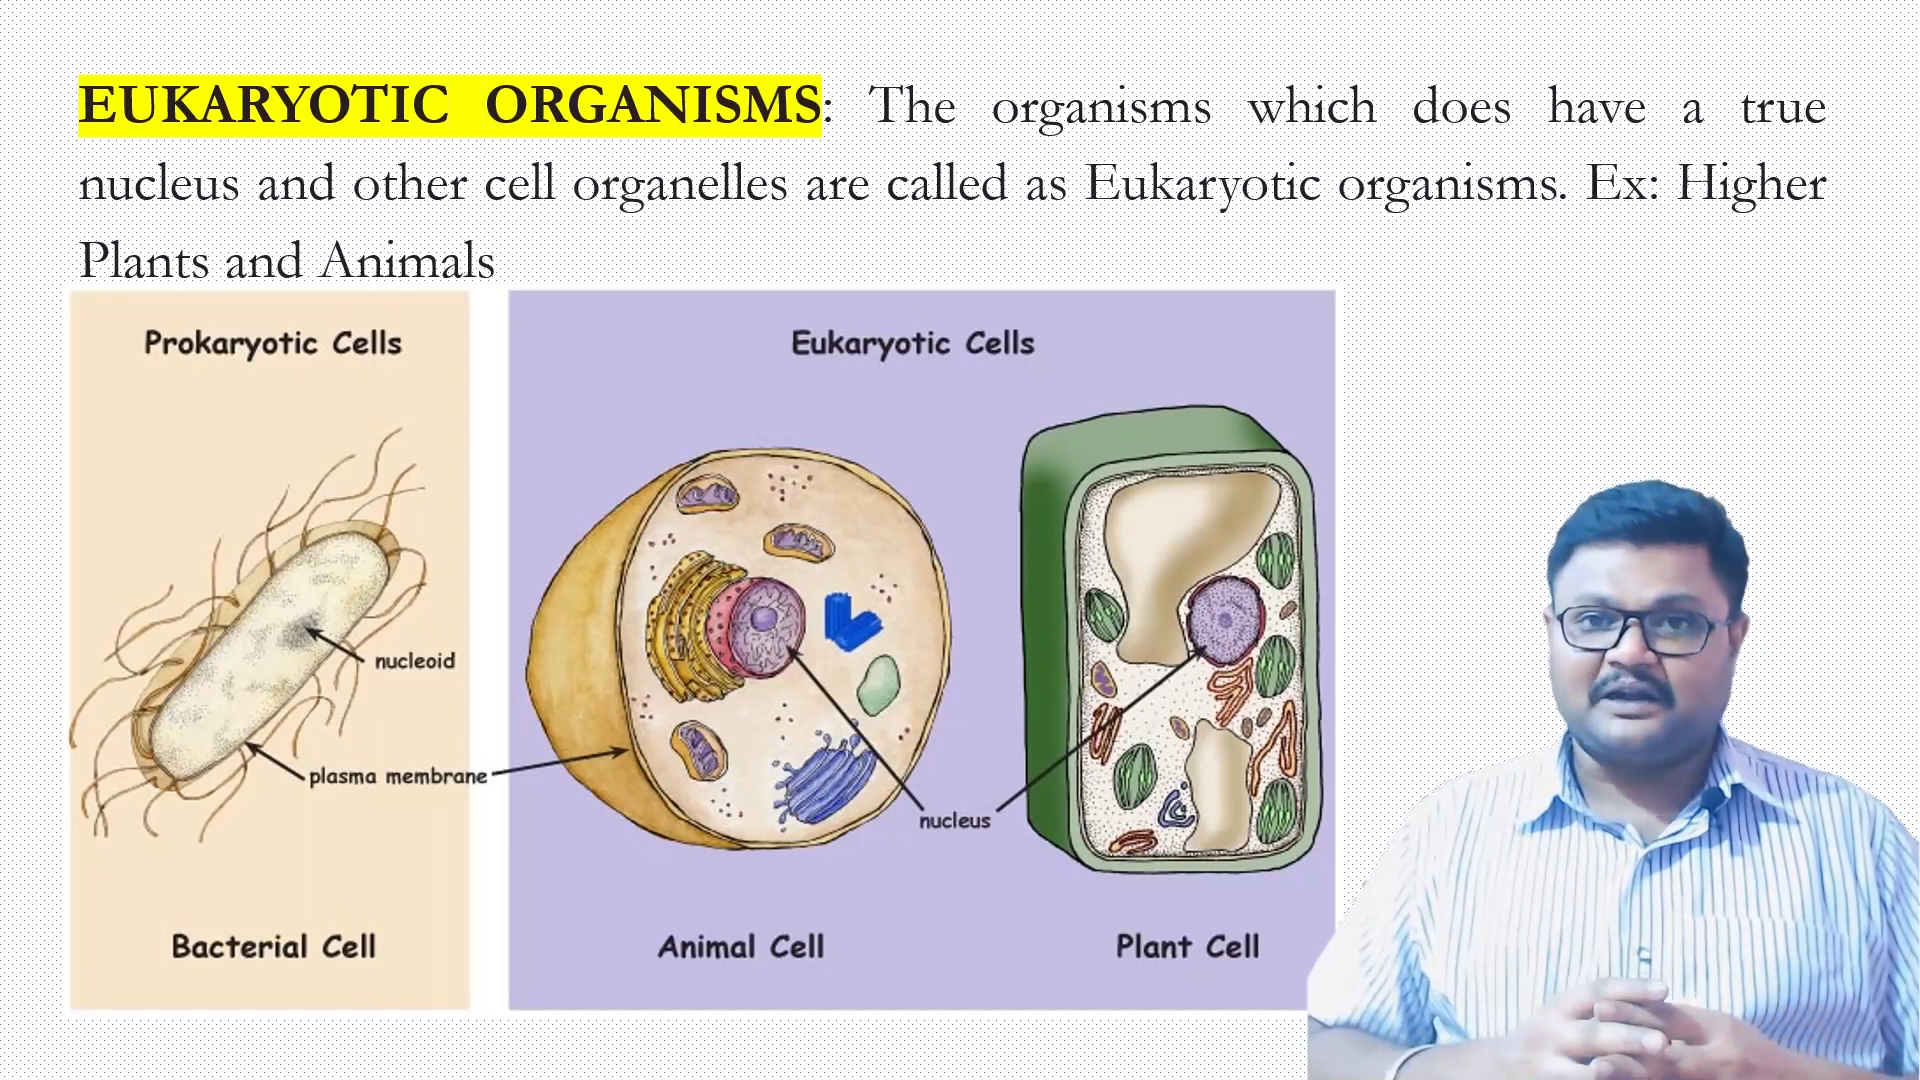 EUKARYOTIC ORGANISMS: The organisms which does have a true
nucleus and other cell organelles are called as Eukaryotic organisms. Ex: Higher
Plants and Animals
Prokaryotic Cells
Eukaryotic Cells
nucleoid
plasma membrane
nucleus
Bacterial Cell
Animal Cell
Plant Cell